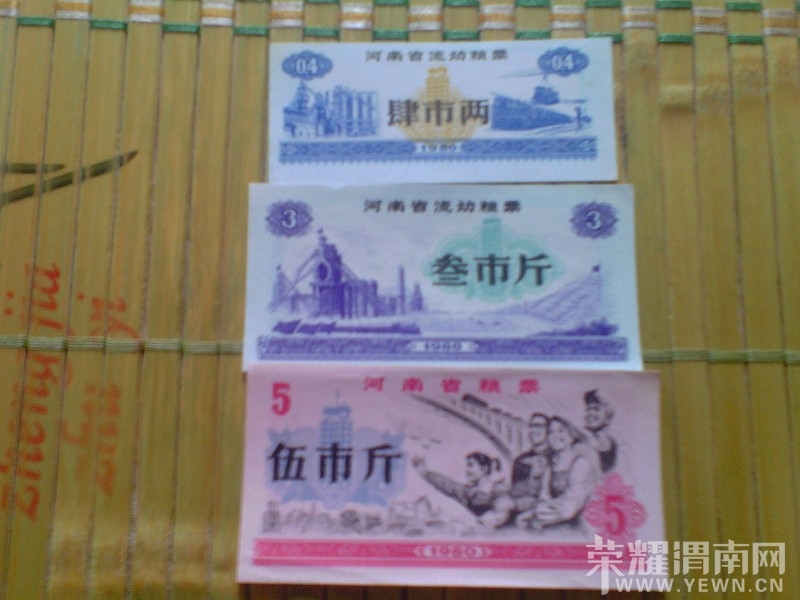 04 河南省流动粮票 04
肆市两
1980
河南省流动粮票
3 3
叁市斤
1980
5 河南省粮票
伍市斤
5
1980
荣耀渭南网
WWW.YEWN.CN